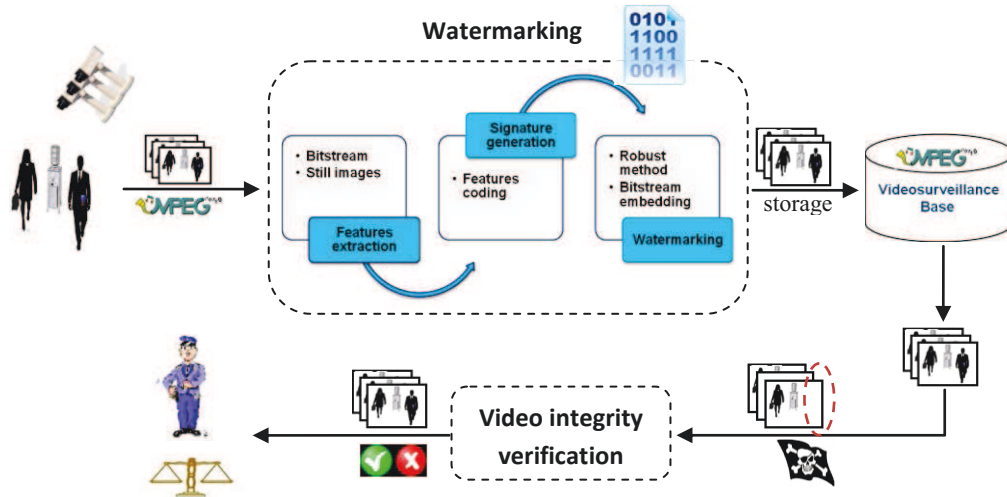 Watermarking
0101
1100
1111
0011
Signature
generation
• Bitstream
• Still images
• Features
coding
• Robust
method
• Bitstream
embedding
Features
extraction
Watermarking
MPEG
storage
MPEG
Videosurveillance
Base
Video integrity
verification